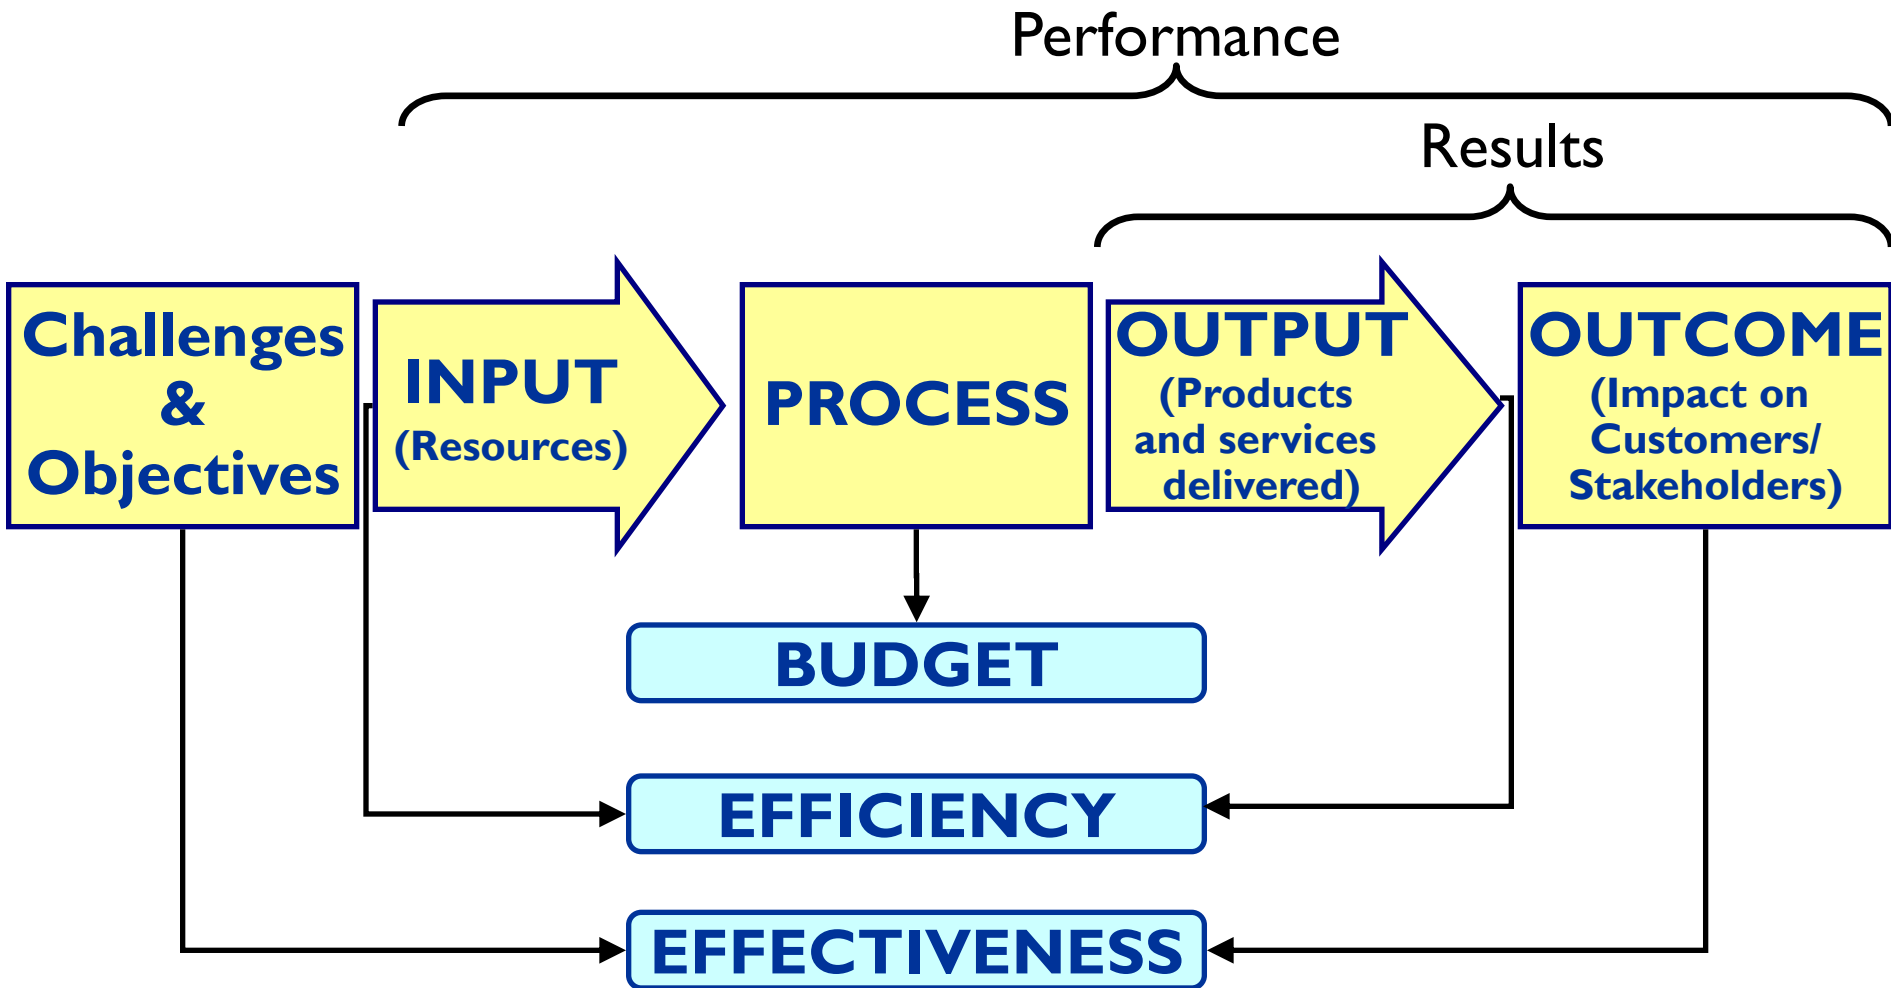 Performance
Results
Challenges
&
Objectives
INPUT
(Resources)
PROCESS
OUTPUT
(Products
and services
delivered)
OUTCOME
(Impact on
Customers/
Stakeholders)
BUDGET
EFFICIENCY
EFFECTIVENESS